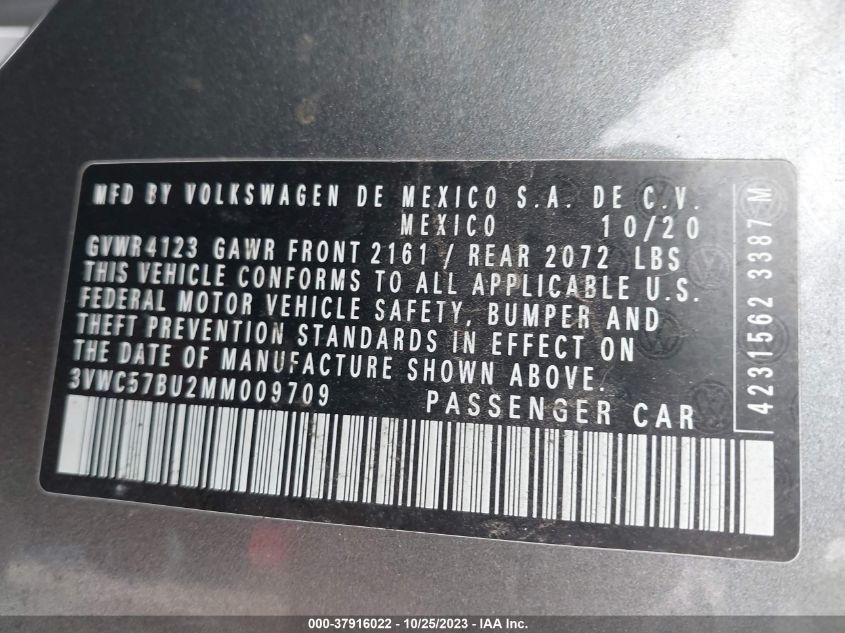 MFD BY VOLKSWAGEN DE MEXICO S.A. DE C.V.
MEXICO 10/20
GVWR4123 GAWR FRONT 2161 / REAR 2072 LBS
THIS VEHICLE CONFORMS TO ALL APPLICABLE U.S.
FEDERAL MOTOR VEHICLE SAFETY, BUMPER AND
THEFT PREVENTION STANDARDS IN EFFECT ON
THE DATE OF MANUFACTURE SHOWN ABOVE.
3VWC57BU2MM009709 PASSENGER CAR
4231562 3387 M
000-37916022 - 10/25/2023 - IAA Inc.